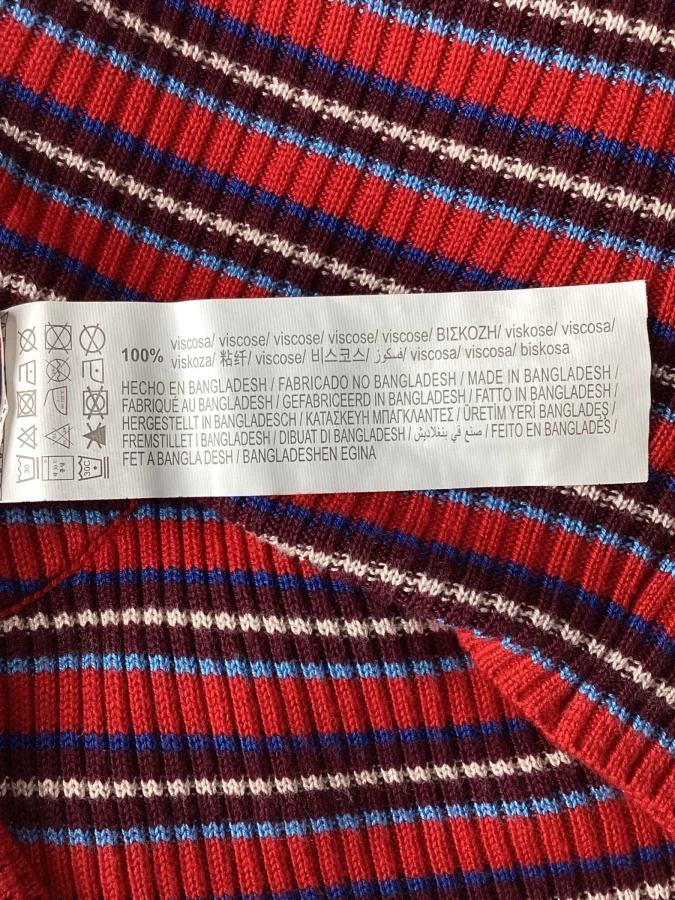 100% viscosa/ viscose/ viscose/ viscose/ viscose/ ΒΙΣΚΟΖΗ/ viskose/ viscosa/
viskoza/ 粘纤/ viscose/ 비스코스/ فسكوز/ viscosa/ viscosa/ biskosa
HECHO EN BANGLADESH / FABRICADO NO BANGLADESH / MADE IN BANGLADESH /
FABRIQUÉ AU BANGLADESH / GEFABRICEERD IN BANGLADESH / FATTO IN BANGLADESH /
HERGESTELLT IN BANGLADESCH / ΚΑΤΑΣΚΕΥΗ ΜΠΑΓΚΛΑΝΤΕΣ / ÜRETİM YERİ BANGLADEŞ /
FREMSTILLET I BANGLADESH / DIBUAT DI BANGLADESH / صنع في بنغلاديش / FEITO EN BANGLADÉS /
FET A BANGLA DESH / BANGLADESHEN EGINA
30C